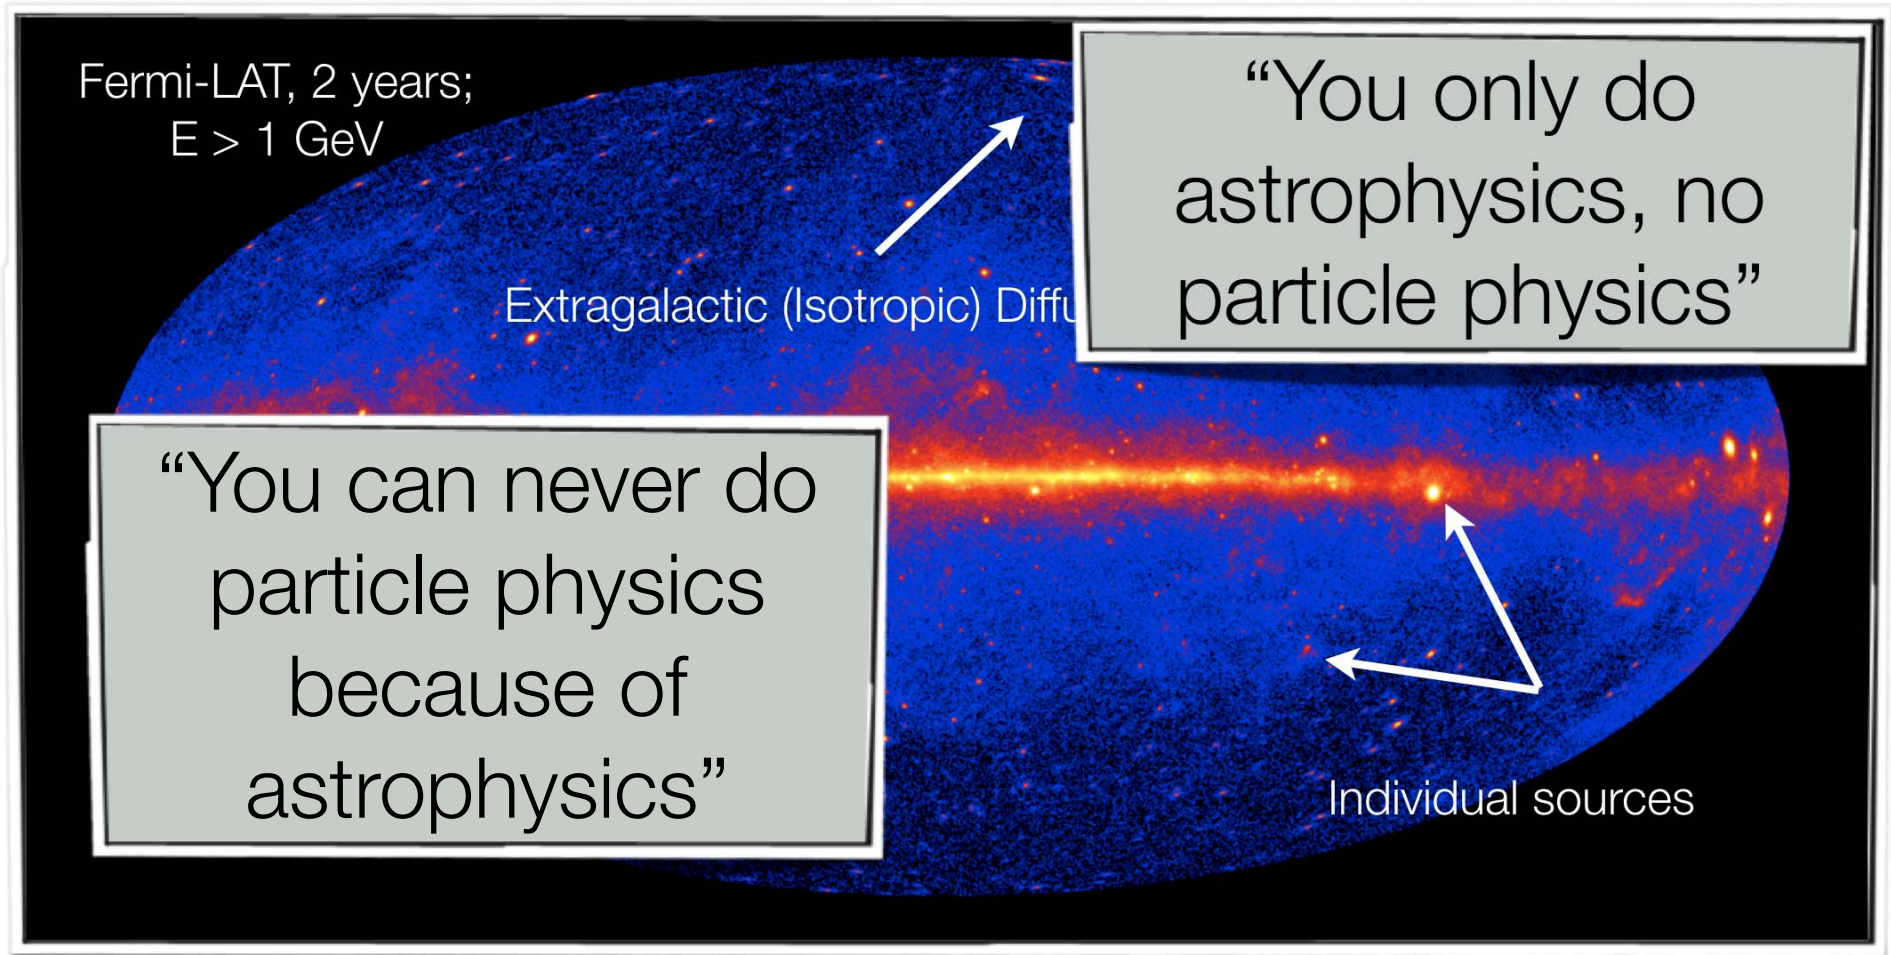 Fermi-LAT, 2 years;
E > 1 GeV
“You only do
astrophysics, no
particle physics”
Extragalactic (Isotropic)
“You can never do
particle physics
because of
astrophysics”
Individual sources